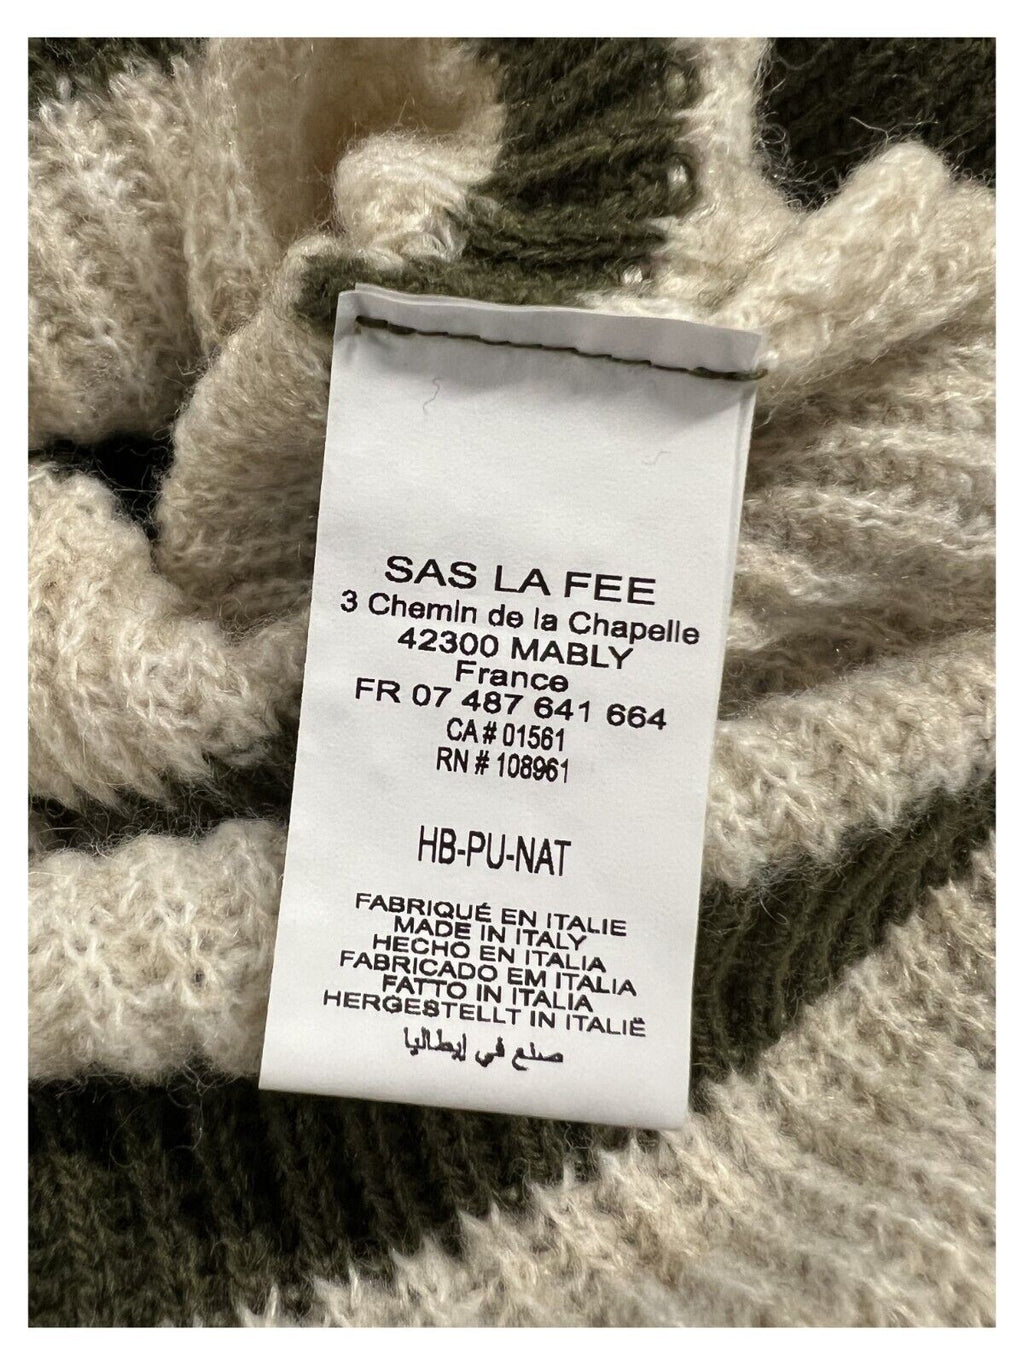 SAS LA FEE
3 Chemin de la Chapelle
42300 MABLY
France
FR 07 487 641 664
CA # 01561
RN # 108961
HB-PU-NAT
FABRIQUÉ EN ITALIE
MADE IN ITALY
HECHO EN ITALIA
FABRICADO EM ITALIA
FATTO IN ITALIA
HERGESTELLT IN ITALIË
صنع في إيطاليا